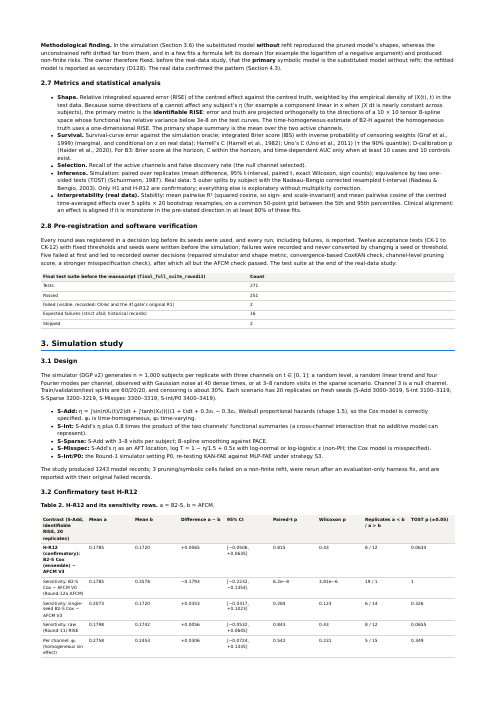 Methodological finding. In the simulation (Section 3.6) the substituted model without refit reproduced the pruned model's shapes, whereas the
unconstrained refit drifted far from them, and in a few fits a formula left its domain (for example the logarithm of a negative argument) and produced
non-finite risks. The owner therefore fixed, before the real-data study, that the primary symbolic model is the substituted model without refit; the refitted
model is reported as secondary (D128). The real data confirmed the pattern (Section 4.3).
2.7 Metrics and statistical analysis
• Shape. Relative integrated squared error (RISE) of the centred effect against the centred truth, weighted by the empirical density of (X(t), t) in the
test data. Because some directions of φ cannot affect any subject's η (for example a component linear in x when ∫X dt is nearly constant across
subjects), the primary metric is the identifiable RISE: error and truth are projected orthogonally to the directions of a 10 × 10 tensor B-spline
space whose functional has relative variance below 3e-8 on the test curves. The time-homogeneous estimate of B2-H against the homogeneous
truth uses a one-dimensional RISE. The primary shape summary is the mean over the two active channels.
• Survival. Survival-curve error against the simulation oracle; integrated Brier score (IBS) with inverse probability of censoring weights (Graf et al.,
1999) (marginal, and conditional on z on real data); Harrell's C (Harrell et al., 1982); Uno's C (Uno et al., 2011) (τ the 90% quantile); D-calibration p
(Haider et al., 2020). For B3: Brier score at the horizon, C within the horizon, and time-dependent AUC only when at least 10 cases and 10 controls
exist.
• Selection. Recall of the active channels and false discovery rate (the null channel selected).
• Inference. Simulation: paired over replicates (mean difference, 95% t-interval, paired t, exact Wilcoxon, sign counts); equivalence by two one-
sided tests (TOST) (Schuirmann, 1987). Real data: 5 outer splits by subject with the Nadeau–Bengio corrected resampled t-interval (Nadeau &
Bengio, 2003). Only H1 and H-R12 are confirmatory; everything else is exploratory without multiplicity correction.
• Interpretability (real data). Stability: mean pairwise R² (squared cosine, so sign- and scale-invariant) and mean pairwise cosine of the centred
time-averaged effects over 5 splits × 20 bootstrap resamples, on a common 50-point grid between the 5th and 95th percentiles. Clinical alignment:
an effect is aligned if it is monotone in the pre-stated direction in at least 80% of these fits.
2.8 Pre-registration and software verification
Every round was registered in a decision log before its seeds were used, and every run, including failures, is reported. Twelve acceptance tests (CK-1 to
CK-12) with fixed thresholds and seeds were written before the simulation; failures were recorded and never converted by changing a seed or threshold.
Five failed at first and led to recorded owner decisions (repaired simulator and shape metric, convergence-based CoxKAN check, channel-level pruning
score, a stronger misspecification check), after which all but the AFCM check passed. The test suite at the end of the real-data study:
Final test suite before the manuscript (final_full_suite_round13) Count
Tests 271
Passed 251
Failed (visible, recorded: CK-6c and the 4f gate's original R1) 2
Expected failures (strict xfail; historical records) 16
Skipped 2
3. Simulation study
3.1 Design
The simulator (DGP v2) generates n = 1,000 subjects per replicate with three channels on t ∈ [0, 1]: a random level, a random linear trend and four
Fourier modes per channel, observed with Gaussian noise at 40 dense times, or at 3–8 random visits in the sparse scenario. Channel 3 is a null channel.
Train/validation/test splits are 60/20/20, and censoring is about 30%. Each scenario has 20 replicates on fresh seeds (S-Add 3000–3019, S-Int 3100–3119,
S-Sparse 3200–3219, S-Misspec 3300–3319, S-Int/P0 3400–3419).
• S-Add: η = ∫sin(πX₁(t)/2)dt + ∫tanh(X₂(t))(1 + t)dt + 0.3z₁ − 0.3z₂, Weibull proportional hazards (shape 1.5), so the Cox model is correctly
specified. φ₁ is time-homogeneous, φ₂ time-varying.
• S-Int: S-Add's η plus 0.8 times the product of the two channels' functional summaries (a cross-channel interaction that no additive model can
represent).
• S-Sparse: S-Add with 3–8 visits per subject; B-spline smoothing against PACE.
• S-Misspec: S-Add's η as an AFT location, log T = 1 − η/1.5 + 0.5ε with log-normal or log-logistic ε (non-PH; the Cox model is misspecified).
• S-Int/P0: the Round-1 simulator setting P0, re-testing KAN-FAE against MLP-FAE under strategy S3.
The study produced 1243 model records; 3 pruning/symbolic cells failed on a non-finite refit, were rerun after an evaluation-only harness fix, and are
reported with their original failed records.
3.2 Confirmatory test H-R12
Table 2. H-R12 and its sensitivity rows. a = B2-S, b = AFCM.
Contrast (S-Add, identifiable RISE, 20 replicates) Mean a Mean b Difference a − b 95% CI Paired-t p Wilcoxon p Replicates a < b / a > b TOST p (±0.05)
H-R12 (confirmatory): B2-S Cox (ensemble) − AFCM V3 0.1785 0.1720 +0.0065 [−0.0506, +0.0635] 0.815 0.43 8 / 12 0.0634
Sensitivity: B2-S Cox − AFCM V0 (Round-12a AFCM) 0.1785 0.3578 −0.1793 [−0.2232, −0.1354] 6.2e−8 3.81e−6 19 / 1 1
Sensitivity: single-seed B2-S Cox − AFCM V3 0.2073 0.1720 +0.0353 [−0.0317, +0.1023] 0.284 0.123 6 / 14 0.326
Sensitivity: raw (Round-11) RISE 0.1798 0.1742 +0.0056 [−0.0532, +0.0645] 0.843 0.43 8 / 12 0.0655
Per channel: φ₁ (homogeneous sin effect) 0.2758 0.2453 +0.0306 [−0.0724, +0.1335] 0.542 0.231 5 / 15 0.349